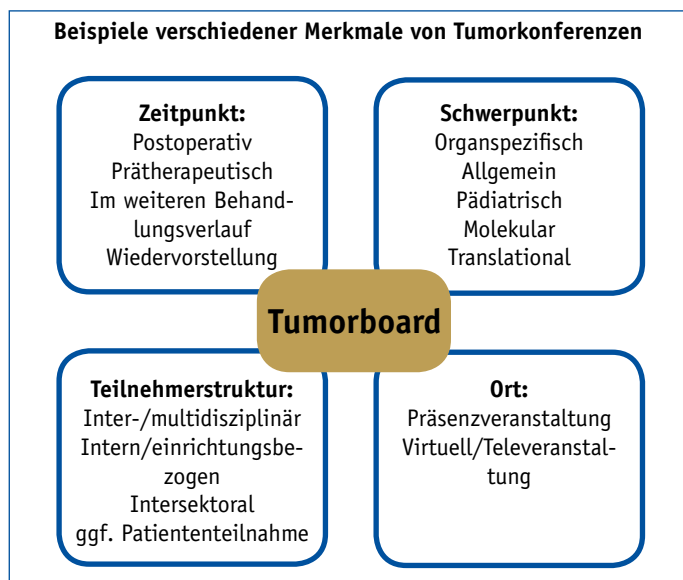 Beispiele verschiedener Merkmale von Tumorkonferenzen
Zeitpunkt:
Postoperativ
Prätherapeutisch
Im weiteren Behand-
lungsverlauf
Wiedervorstellung
Schwerpunkt:
Organspezifisch
Allgemein
Pädiatrisch
Molekular
Translational
Tumorboard
Teilnehmerstruktur:
Inter-/multidisziplinär
Intern/einrichtungsbe-
zogen
Intersektoral
ggf. Patiententeilnahme
Ort:
Präsenzveranstaltung
Virtuell/Televeranstal-
tung